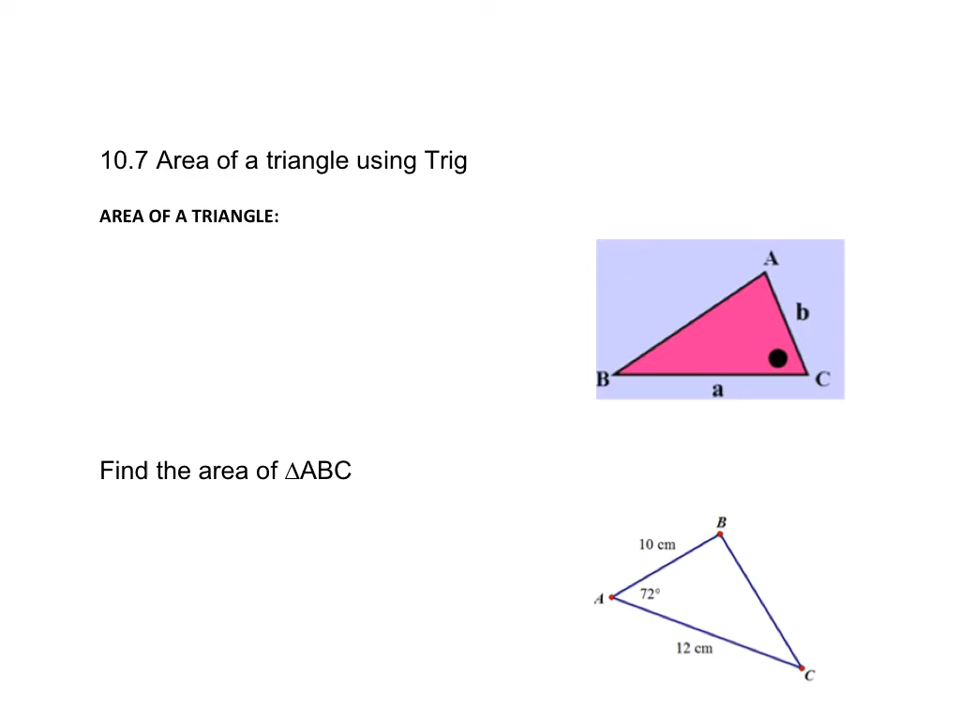 10.7 Area of a triangle using Trig
AREA OF A TRIANGLE:
A
b
B
C
a
Find the area of ∆ABC
B
10 cm
A
72°
12 cm
C